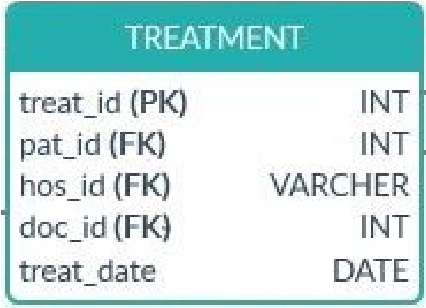 TREATMENT
treat_id (PK) INT
pat_id (FK) INT
hos_id (FK) VARCHER
doc_id (FK) INT
treat_date DATE